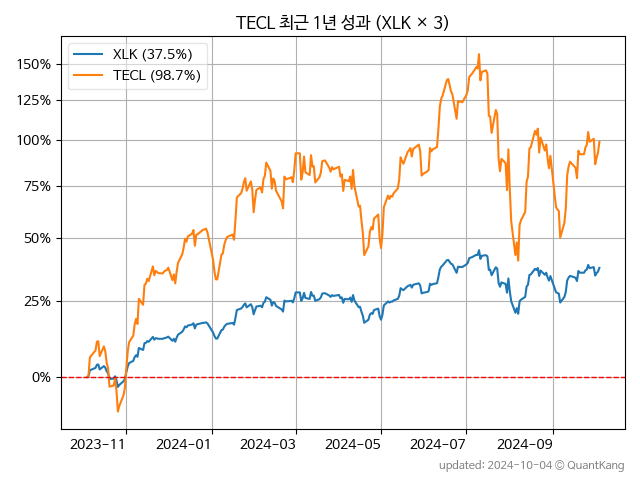 TECL 최근 1년 성과 (XLK × 3)
XLK (37.5%)
TECL (98.7%)
150%
125%
100%
75%
50%
25%
0%
2023-11 2024-01 2024-03 2024-05 2024-07 2024-09
updated: 2024-10-04 © QuantKang